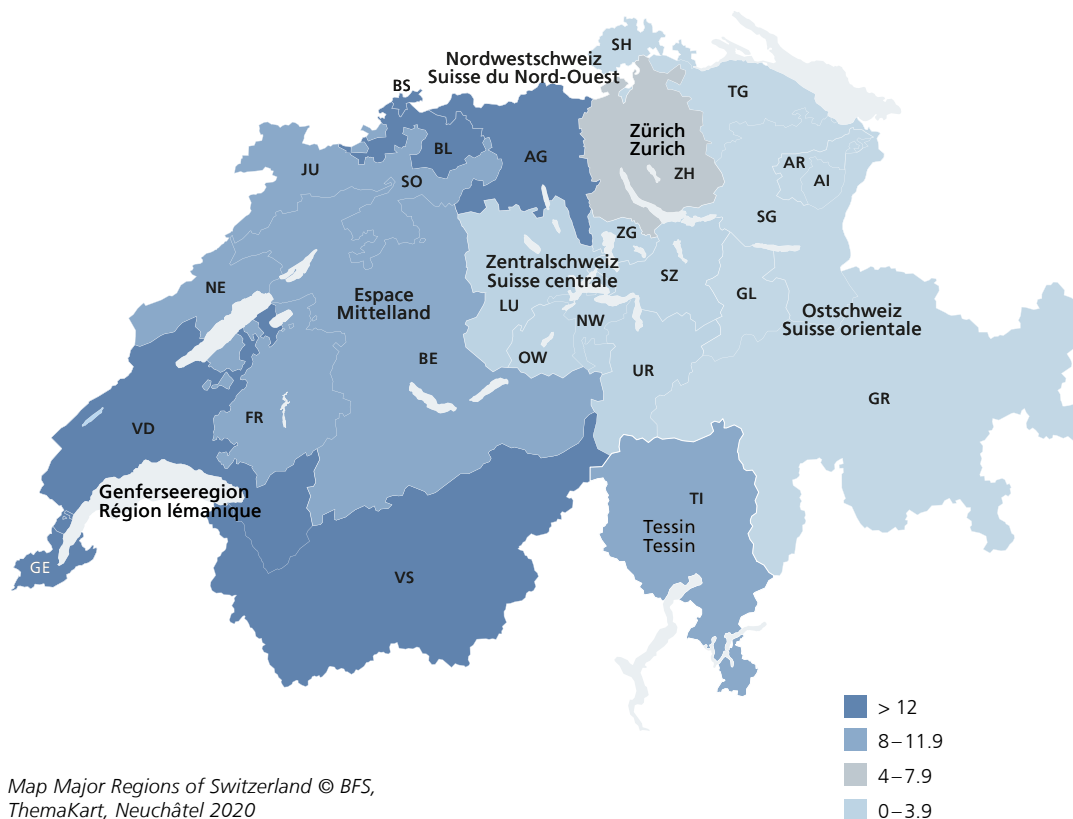 SH
Nordwestschweiz
Suisse du Nord-Ouest
BS
TG
Zürich
Zurich
BL
AG
JU
SO
ZH
AR
AI
SG
ZG
Zentralschweiz
Suisse centrale
SZ
NE
Espace
Mittelland
LU
GL
Ostschweiz
Suisse orientale
NW
OW
BE
UR
GR
FR
VD
Genferseeregion
Région lémanique
TI
Tessin
Tessin
GE
VS
> 12
8–11.9
4–7.9
0–3.9
Map Major Regions of Switzerland © BFS,
ThemaKart, Neuchâtel 2020